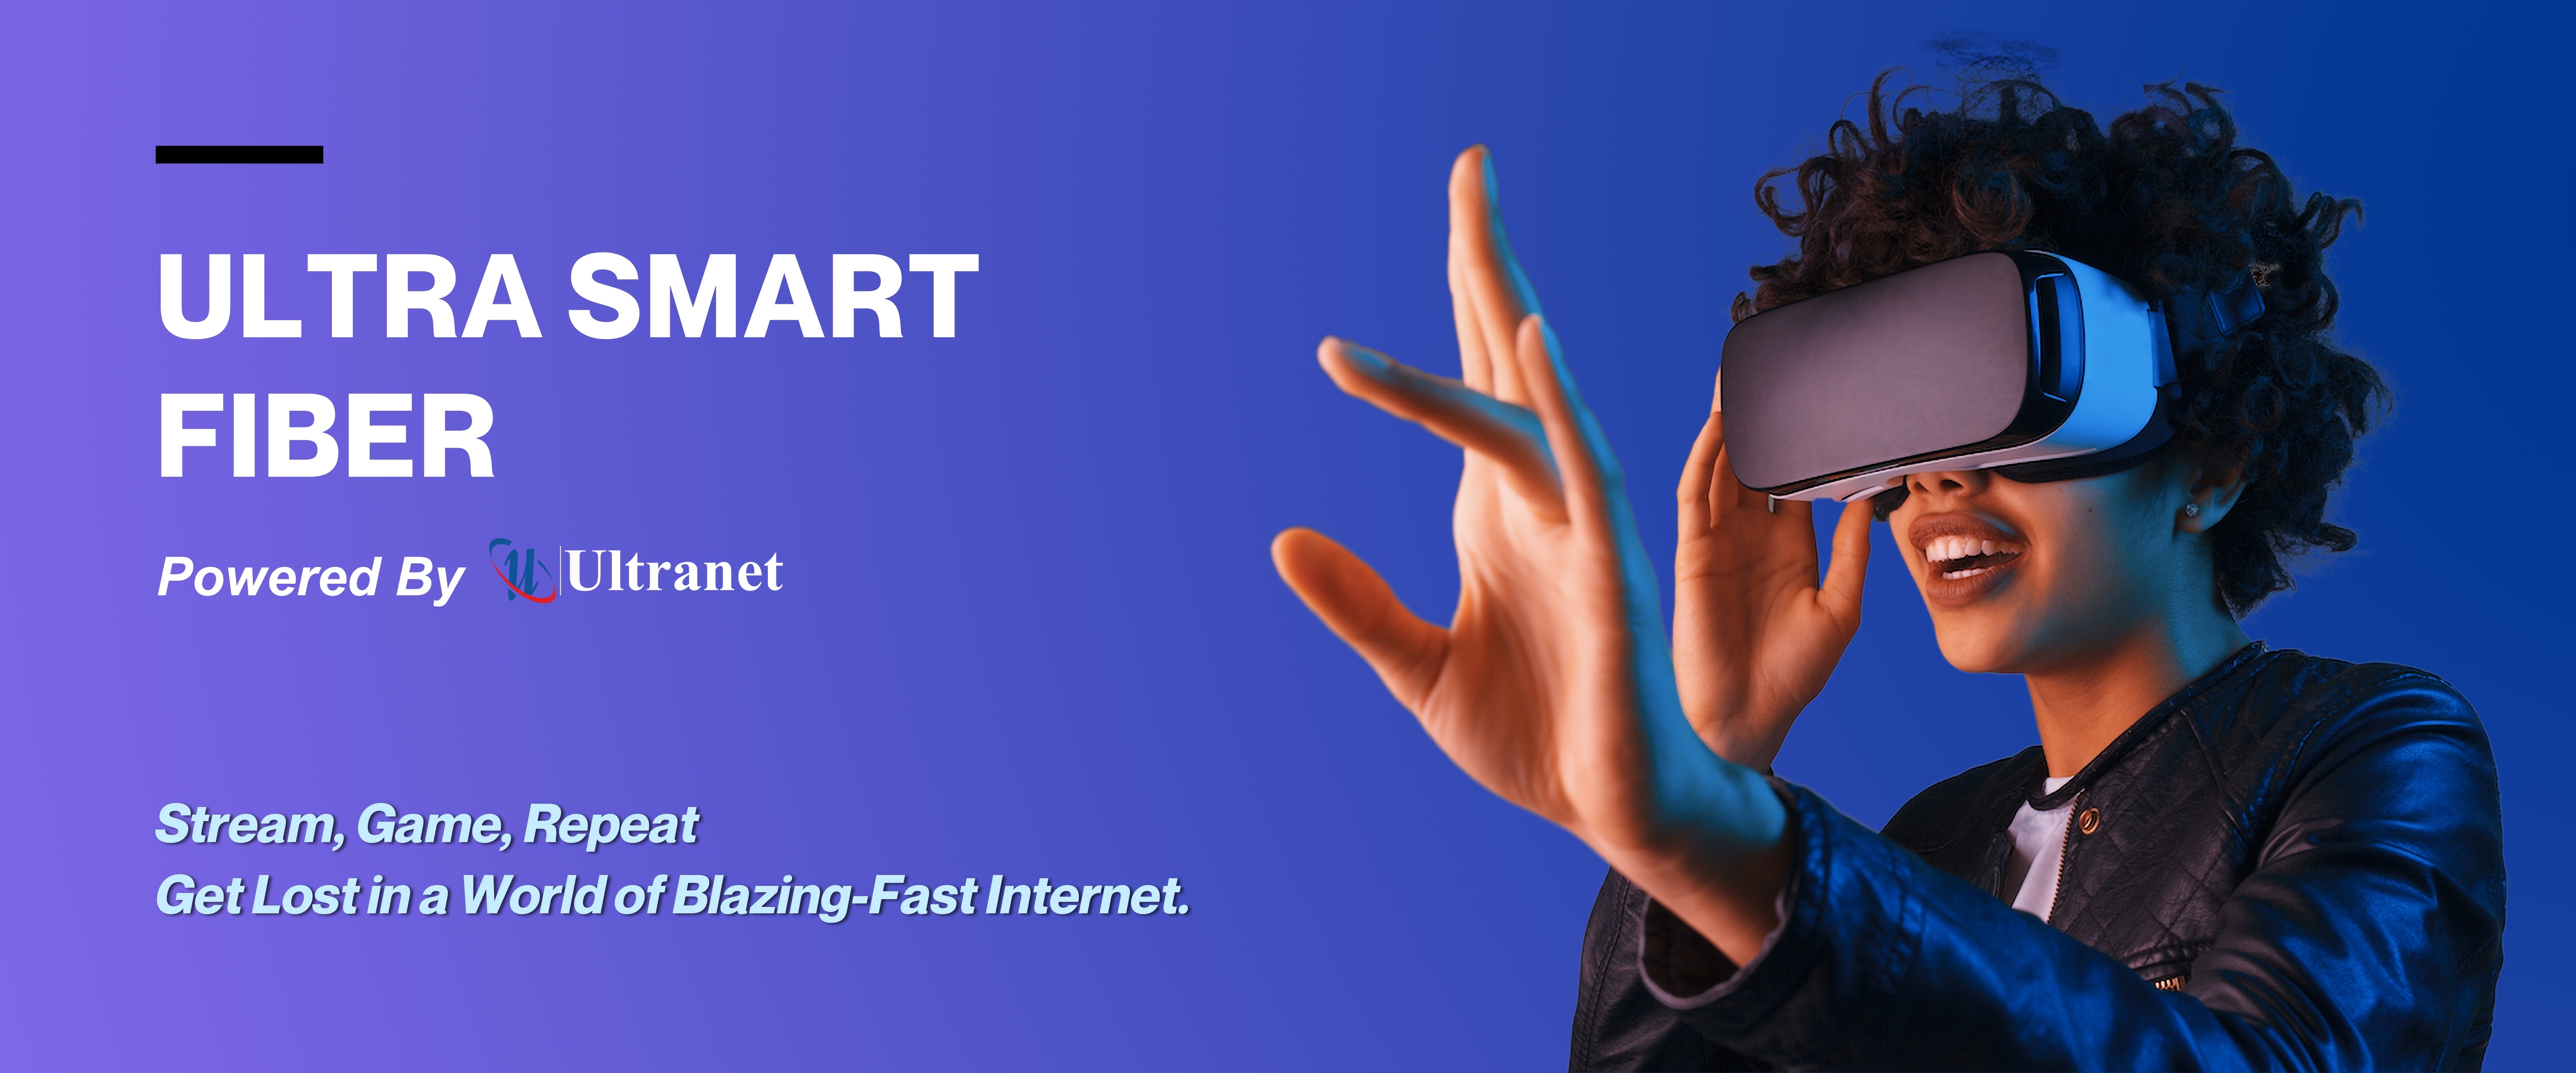 ULTRA SMART
FIBER
Powered By Ultranet
Stream, Game, Repeat
Get Lost in a World of Blazing-Fast Internet.